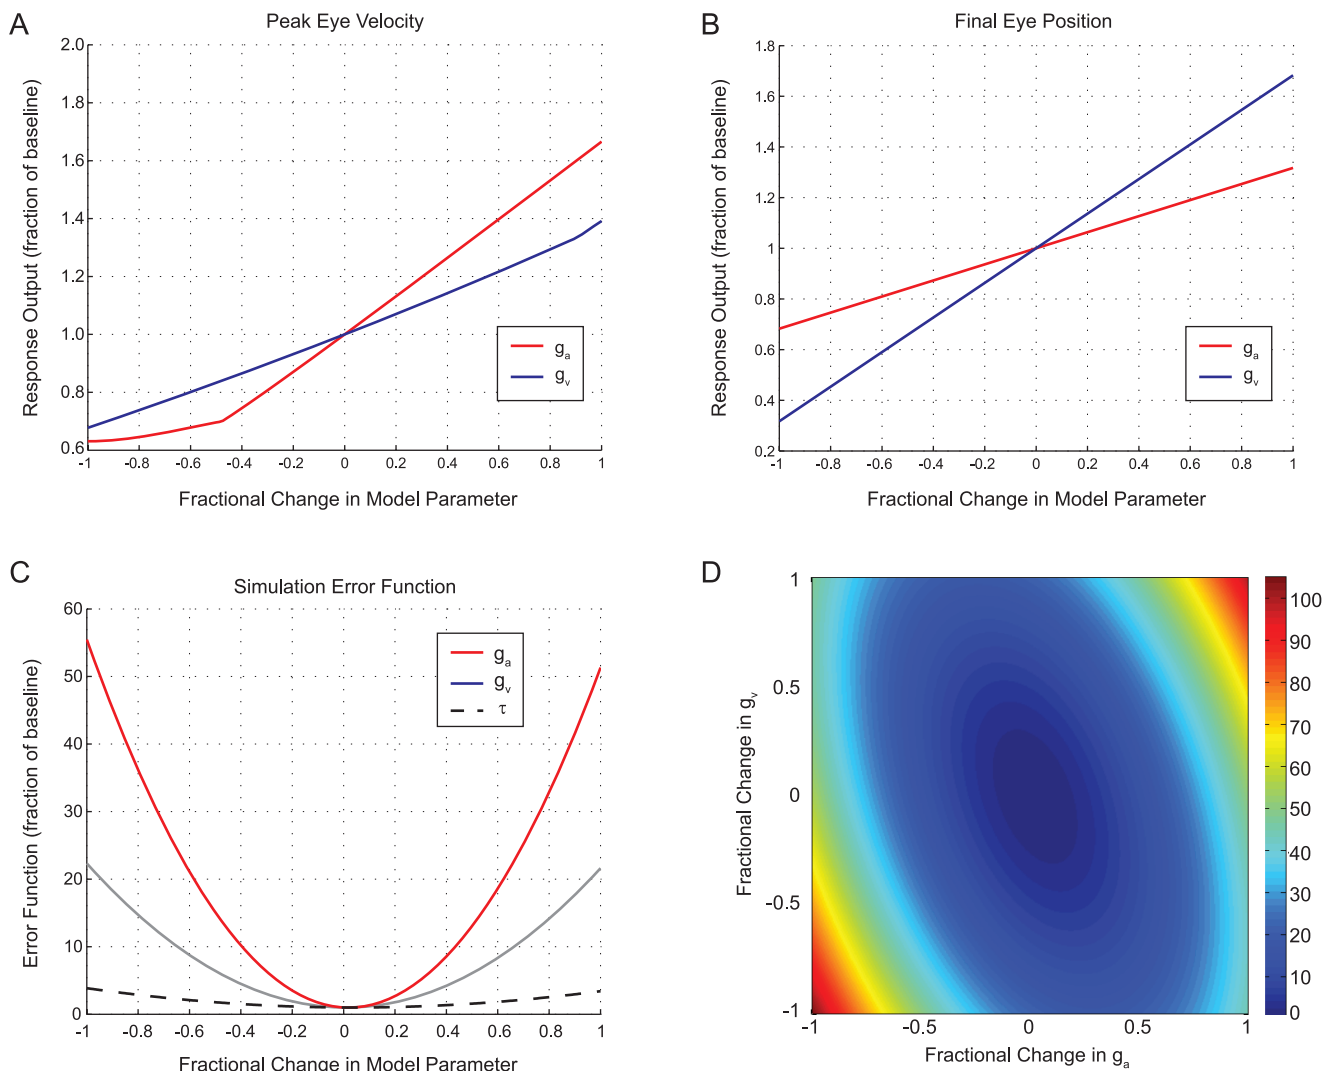 A
Peak Eye Velocity
Response Output (fraction of baseline)
2.0
1.8
1.6
1.4
1.2
1.0
0.8
0.6
-1 -0.8 -0.6 -0.4 -0.2 0 0.2 0.4 0.6 0.8 1
Fractional Change in Model Parameter
g_a
g_v
B
Final Eye Position
Response Output (fraction of baseline)
1.8
1.6
1.4
1.2
1
0.8
0.6
0.4
0.2
-1 -0.8 -0.6 -0.4 -0.2 0 0.2 0.4 0.6 0.8 1
Fractional Change in Model Parameter
g_a
g_v
C
Simulation Error Function
Error Function (fraction of baseline)
60
50
40
30
20
10
0
-1 -0.8 -0.6 -0.4 -0.2 0 0.2 0.4 0.6 0.8 1
Fractional Change in Model Parameter
g_a
g_v
τ
D
Fractional Change in g_v
1
0.5
0
-0.5
-1
-1 -0.5 0 0.5 1
Fractional Change in g_a
100
90
80
70
60
50
40
30
20
10
0